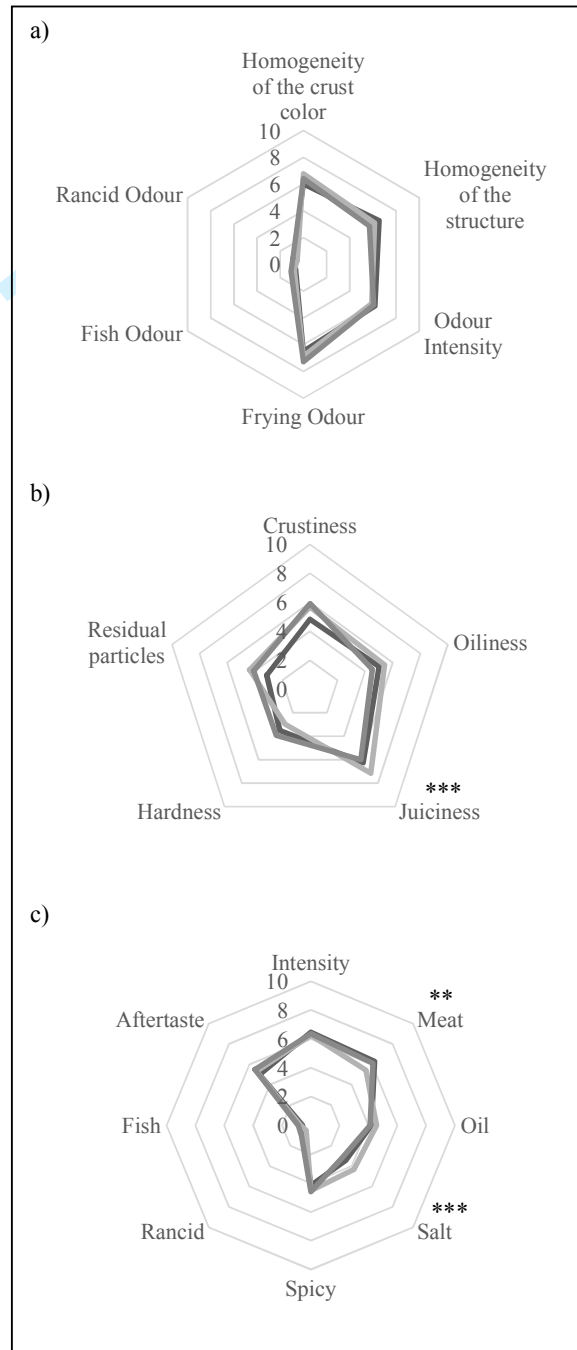 a)
Homogeneity
of the crust
color
10
8
6
4
2
0
Homogeneity
of the
structure
Odour
Intensity
Frying Odour
Fish Odour
Rancid Odour
b)
Crustiness
10
8
6
4
2
0
Oiliness
***
Juiciness
Hardness
Residual
particles
c)
Intensity
10
8
6
4
2
0
**
Meat
Oil
***
Salt
Spicy
Rancid
Fish
Aftertaste